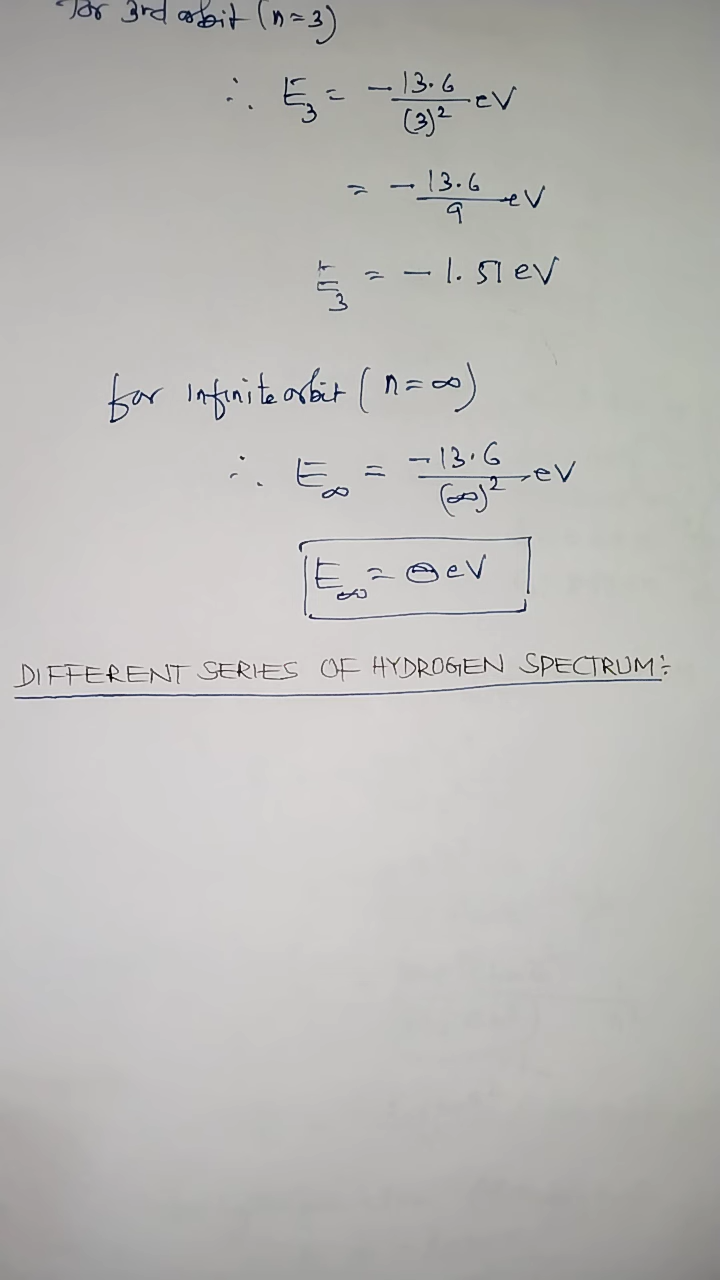 for 3rd orbit (n=3)
∴ E₃ = -13.6/(3)² eV
= -13.6/9 eV
E₃ = -1.51 eV
for infinite orbit (n=∞)
∴ E∞ = -13.6/(∞)² eV
E∞ = 0 eV
DIFFERENT SERIES OF HYDROGEN SPECTRUM: